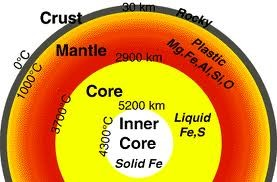 Crust
30 km
Rocky
Mantle
2900 km
Plastic
Mg,Fe,Al,Si,O
0°C
1000°C
Core
5200 km
3700°C
Inner
Core
4300°C
Liquid
Fe,S
Solid Fe